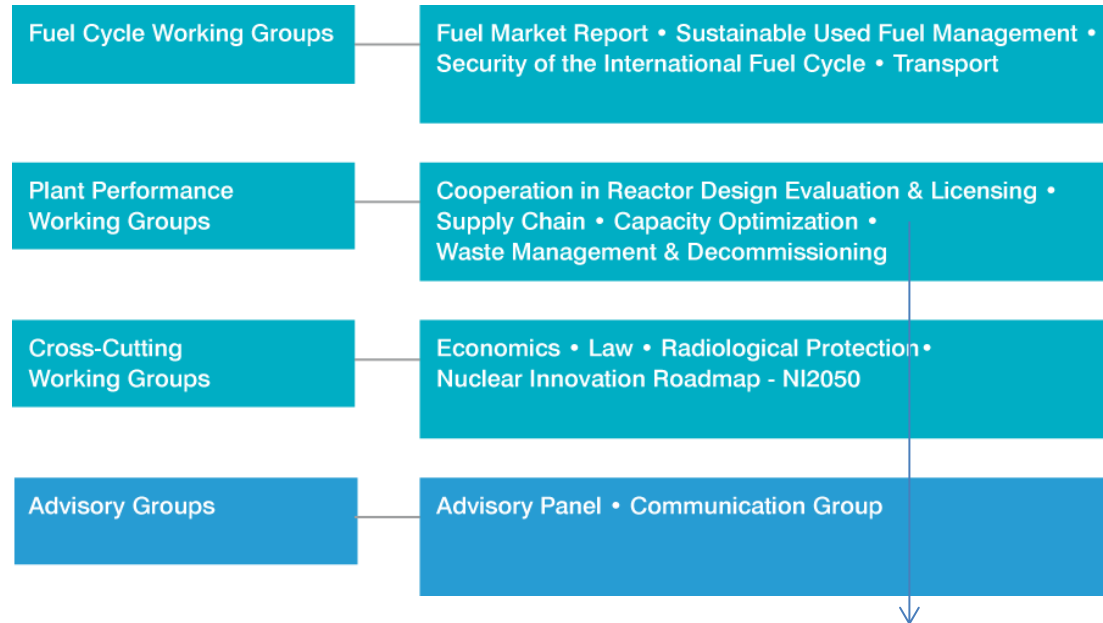 Fuel Cycle Working Groups
Fuel Market Report • Sustainable Used Fuel Management •
Security of the International Fuel Cycle • Transport
Plant Performance
Working Groups
Cooperation in Reactor Design Evaluation & Licensing •
Supply Chain • Capacity Optimization •
Waste Management & Decommissioning
Cross-Cutting
Working Groups
Economics • Law • Radiological Protection•
Nuclear Innovation Roadmap - NI2050
Advisory Groups
Advisory Panel • Communication Group